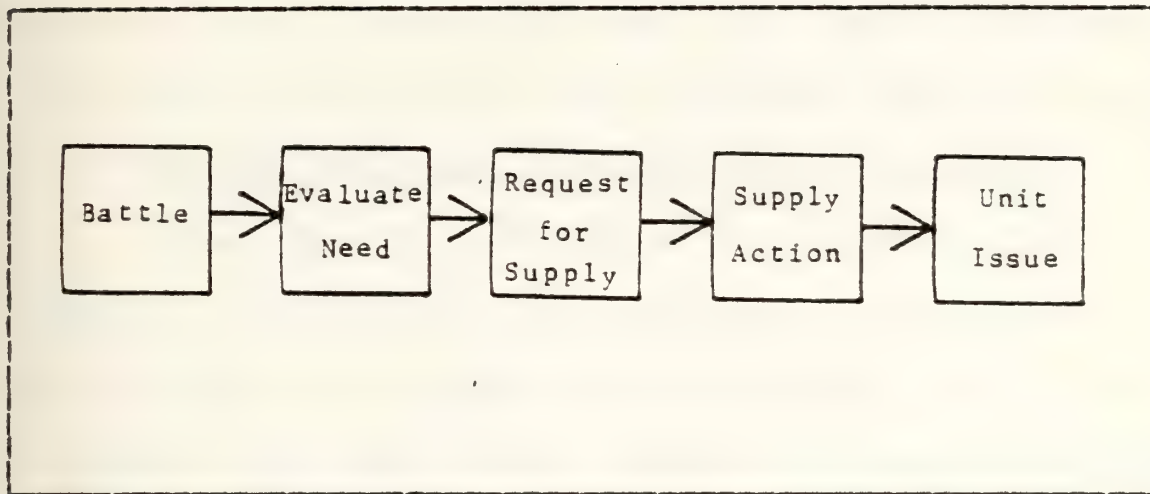 Battle
Evaluate
Need
Request
for
Supply
Supply
Action
Unit
Issue